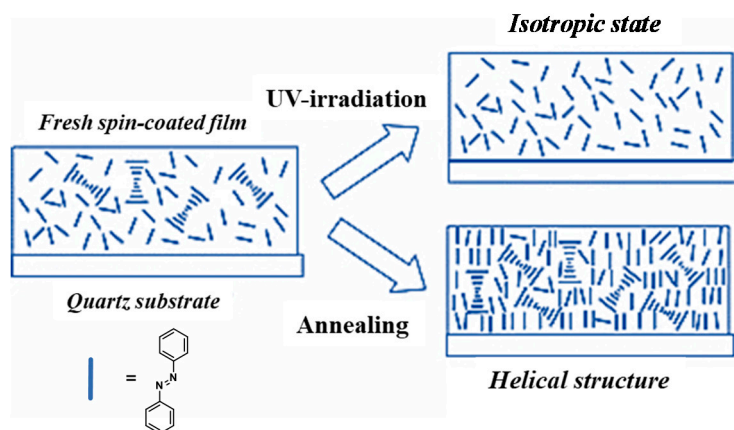 Isotropic state
UV-irradiation
Fresh spin-coated film
Quartz substrate
Annealing
Helical structure
=
N
N